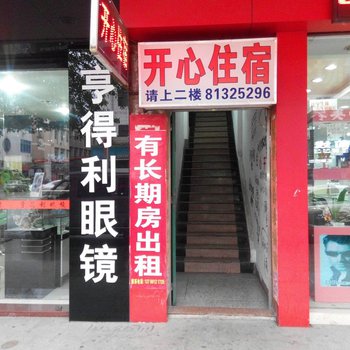 开心住宿
请上二楼 81325296
亨得利眼镜
有长期房出租